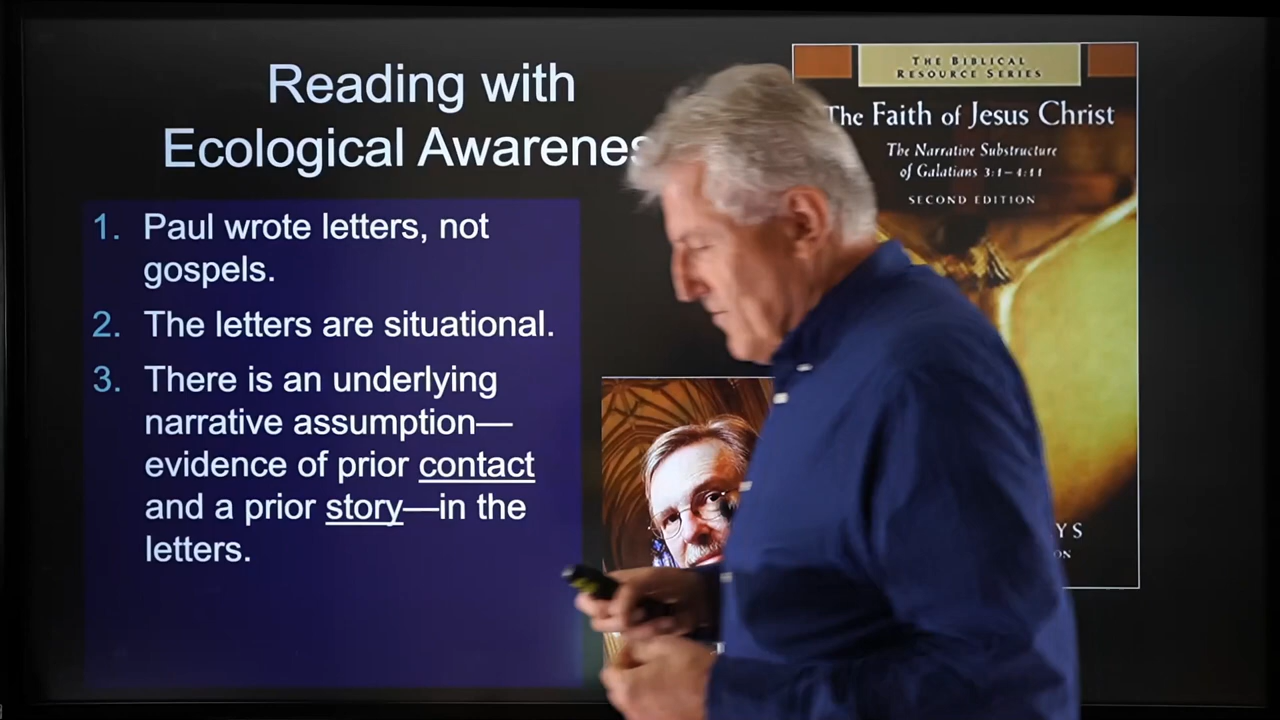 Reading with
Ecological Awarenes
1. Paul wrote letters, not
gospels.
2. The letters are situational.
3. There is an underlying
narrative assumption—
evidence of prior contact
and a prior story—in the
letters.
THE BIBLICAL
RESOURCE SERIES
The Faith of Jesus Christ
The Narrative Substructure
of Galatians 3:1–4:11
SECOND EDITION
YS
ON